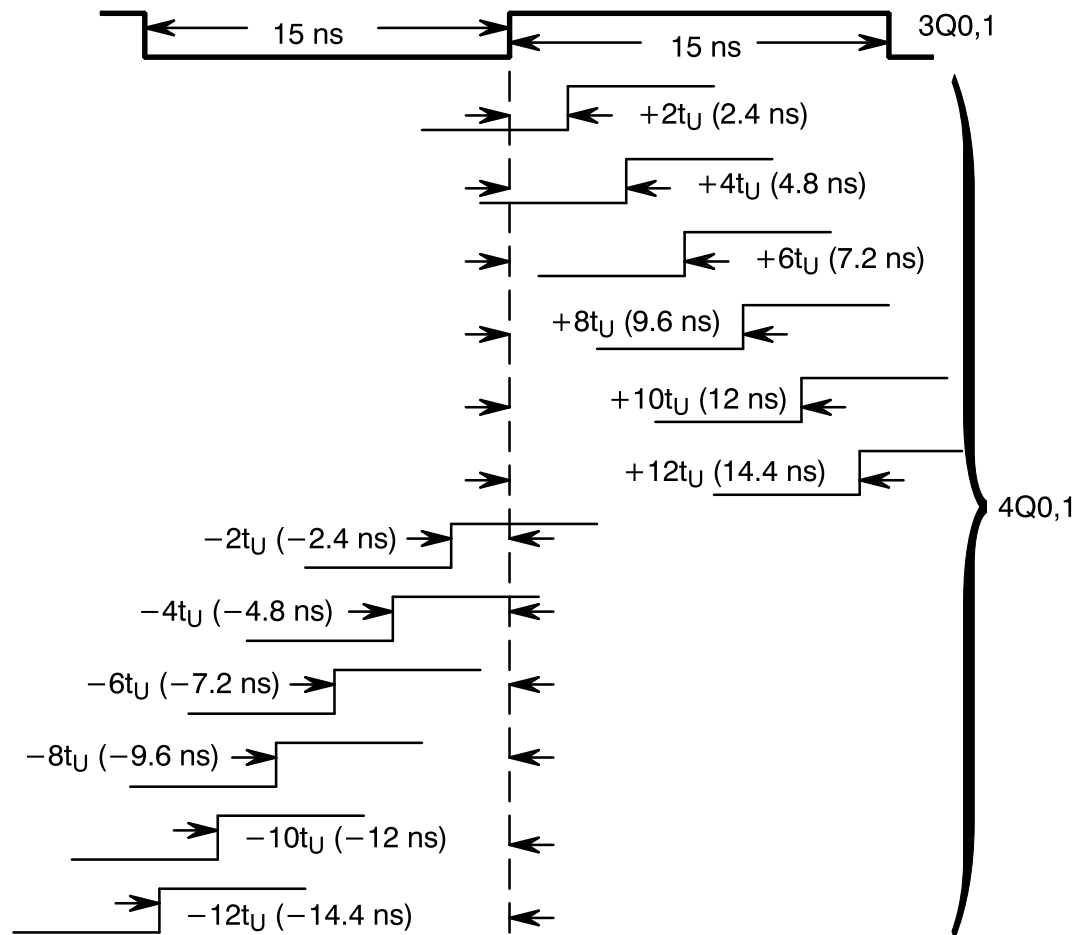 15 ns
3Q0,1
15 ns
+2tU (2.4 ns)
+4tU (4.8 ns)
+6tU (7.2 ns)
+8tU (9.6 ns)
+10tU (12 ns)
+12tU (14.4 ns)
4Q0,1
−2tU (−2.4 ns)
−4tU (−4.8 ns)
−6tU (−7.2 ns)
−8tU (−9.6 ns)
−10tU (−12 ns)
−12tU (−14.4 ns)